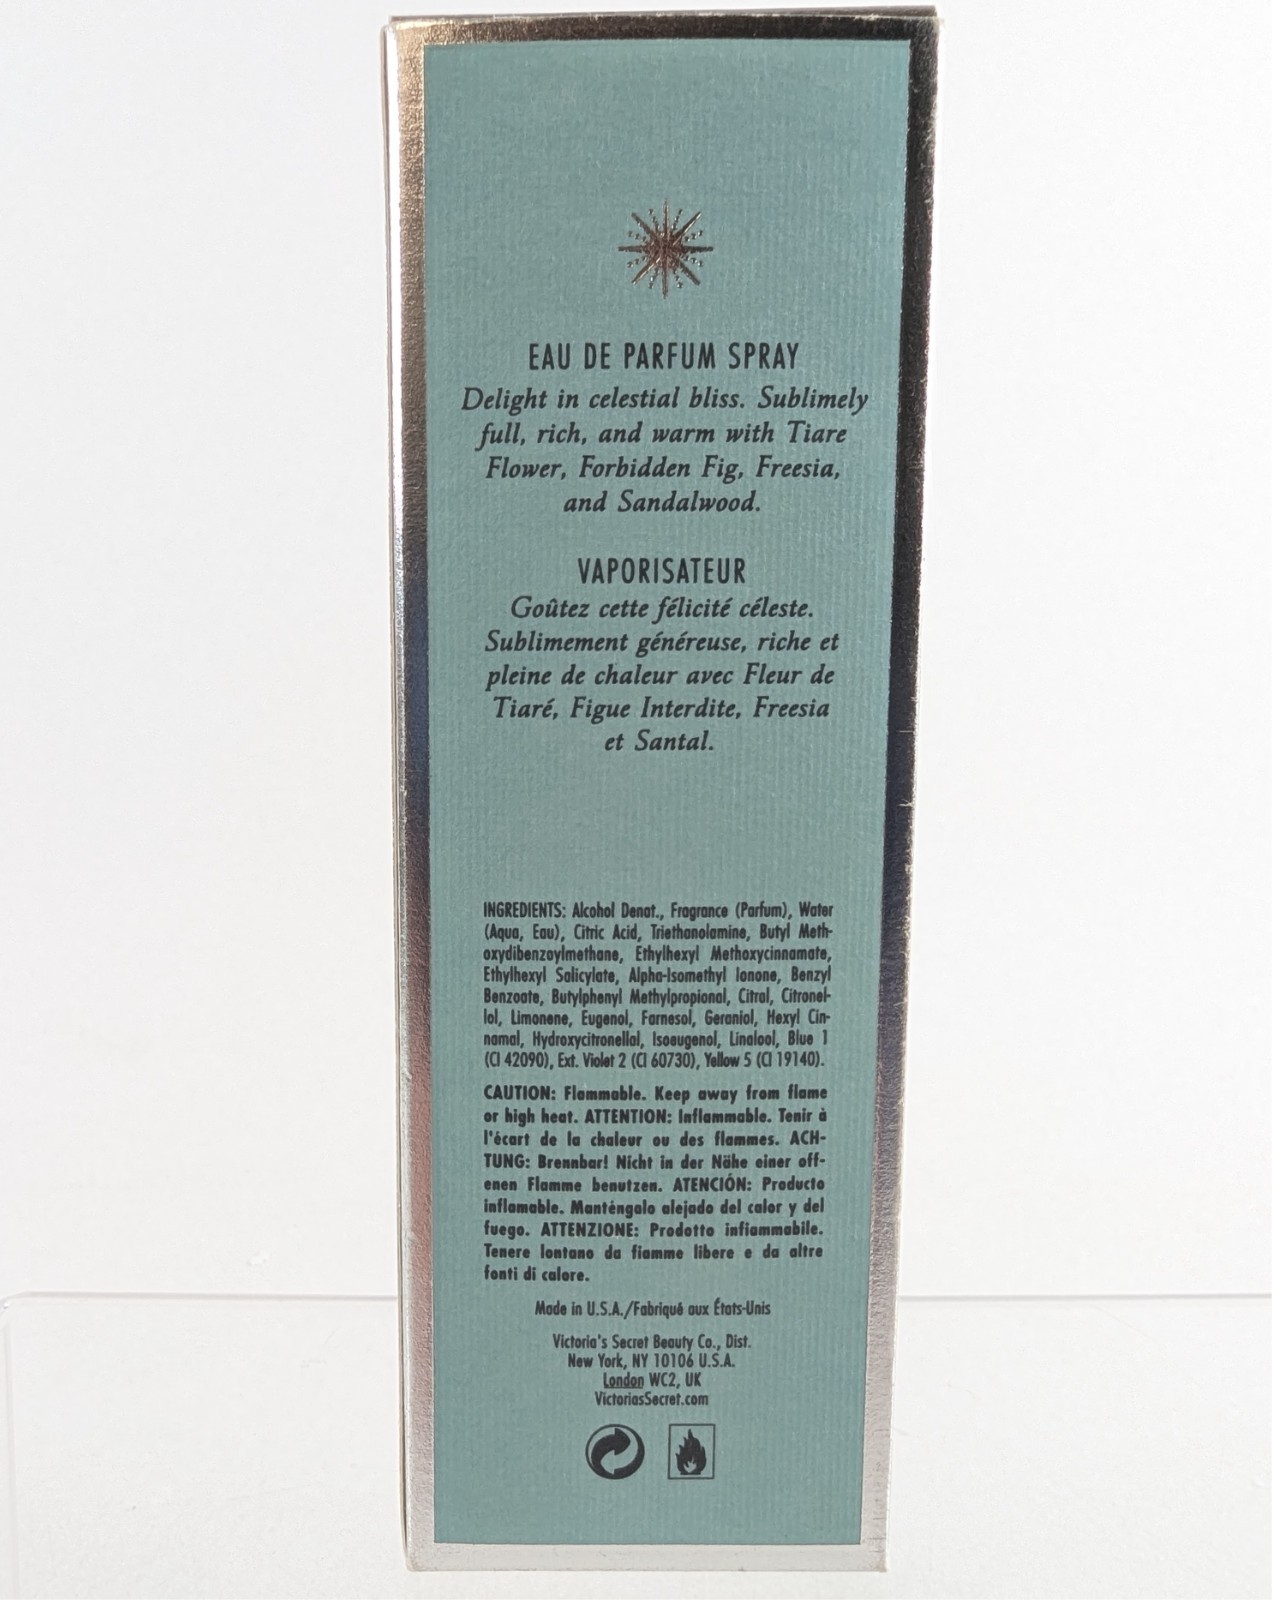 EAU DE PARFUM SPRAY
Delight in celestial bliss. Sublimely
full, rich, and warm with Tiare
Flower, Forbidden Fig, Freesia,
and Sandalwood.
VAPORISATEUR
Goûtez cette félicité céleste.
Sublimement généreuse, riche et
pleine de chaleur avec Fleur de
Tiaré, Figue Interdite, Freesia
et Santal.
INGREDIENTS: Alcohol Denat., Fragrance (Parfum), Water
(Aqua, Eau), Citric Acid, Triethanolamine, Butyl Meth-
oxydibenzoylmethane, Ethylhexyl Methoxycinnamate,
Ethylhexyl Salicylate, Alpha-Isomethyl Ionone, Benzyl
Benzoate, Butylphenyl Methylpropional, Citral, Citronel-
lol, Limonene, Eugenol, Farnesol, Geraniol, Hexyl Cin-
namal, Hydroxycitronellal, Isoeugenol, Linalool, Blue 1
(CI 42090), Ext. Violet 2 (CI 60730), Yellow 5 (CI 19140).
CAUTION: Flammable. Keep away from flame
or high heat. ATTENTION: Inflammable. Tenir à
l'écart de la chaleur ou des flammes. ACH-
TUNG: Brennbar! Nicht in der Nähe einer off-
enen Flamme benutzen. ATENCIÓN: Producto
inflamable. Manténgalo alejado del calor y del
fuego. ATTENZIONE: Prodotto infiammabile.
Tenere lontano da fiamme libere e da altre
fonti di calore.
Made in U.S.A./Fabriqué aux États-Unis
Victoria's Secret Beauty Co., Dist.
New York, NY 10106 U.S.A.
London WC2, UK
VictoriasSecret.com